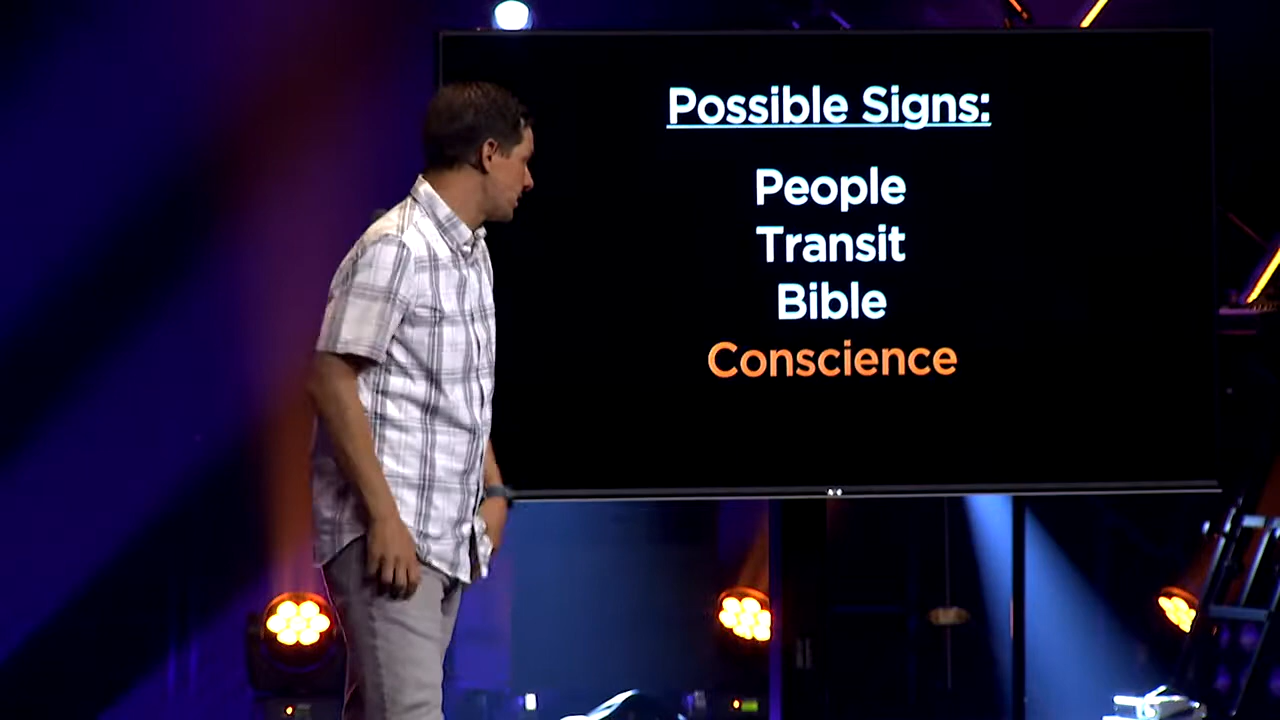 Possible Signs:
People
Transit
Bible
Conscience